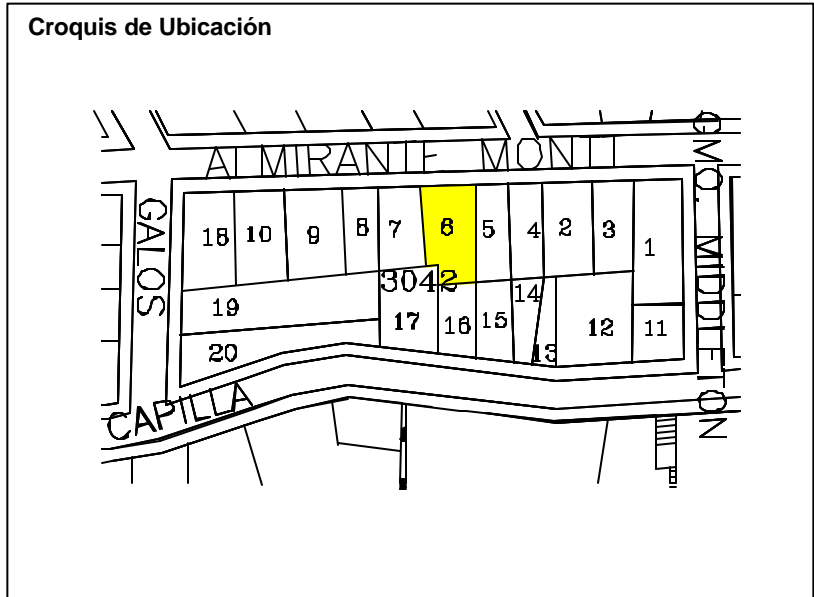 Croquis de Ubicación
ALMIRANTE MONTT
GALOS
GMO. MIDDLETON
18 10 9 8 7 6 5 4 2 3 1
3042
19 17 16 15 14 13 12 11
20
CAPILLA